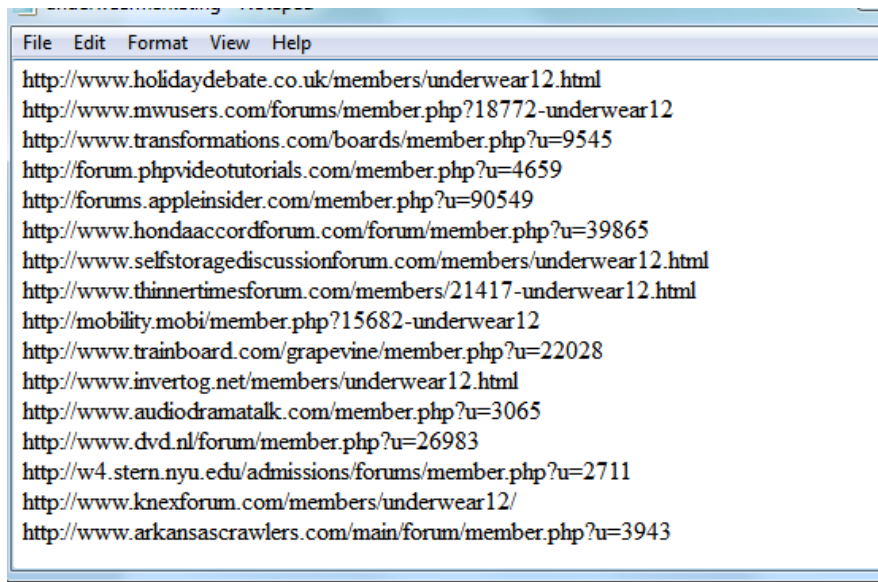 File Edit Format View Help
http://www.holidaydebate.co.uk/members/underwear12.html
http://www.mwusers.com/forums/member.php?18772-underwear12
http://www.transformations.com/boards/member.php?u=9545
http://forum.phpvideotutorials.com/member.php?u=4659
http://forums.appleinsider.com/member.php?u=90549
http://www.hondaaccordforum.com/forum/member.php?u=39865
http://www.selfstoragediscussionforum.com/members/underwear12.html
http://www.thinnertimesforum.com/members/21417-underwear12.html
http://mobility.mobi/member.php?15682-underwear12
http://www.trainboard.com/grapevine/member.php?u=22028
http://www.invertog.net/members/underwear12.html
http://www.audiodramatalk.com/member.php?u=3065
http://www.dvd.nl/forum/member.php?u=26983
http://w4.stern.nyu.edu/admissions/forums/member.php?u=2711
http://www.knexforum.com/members/underwear12/
http://www.arkansascrawlers.com/main/forum/member.php?u=3943